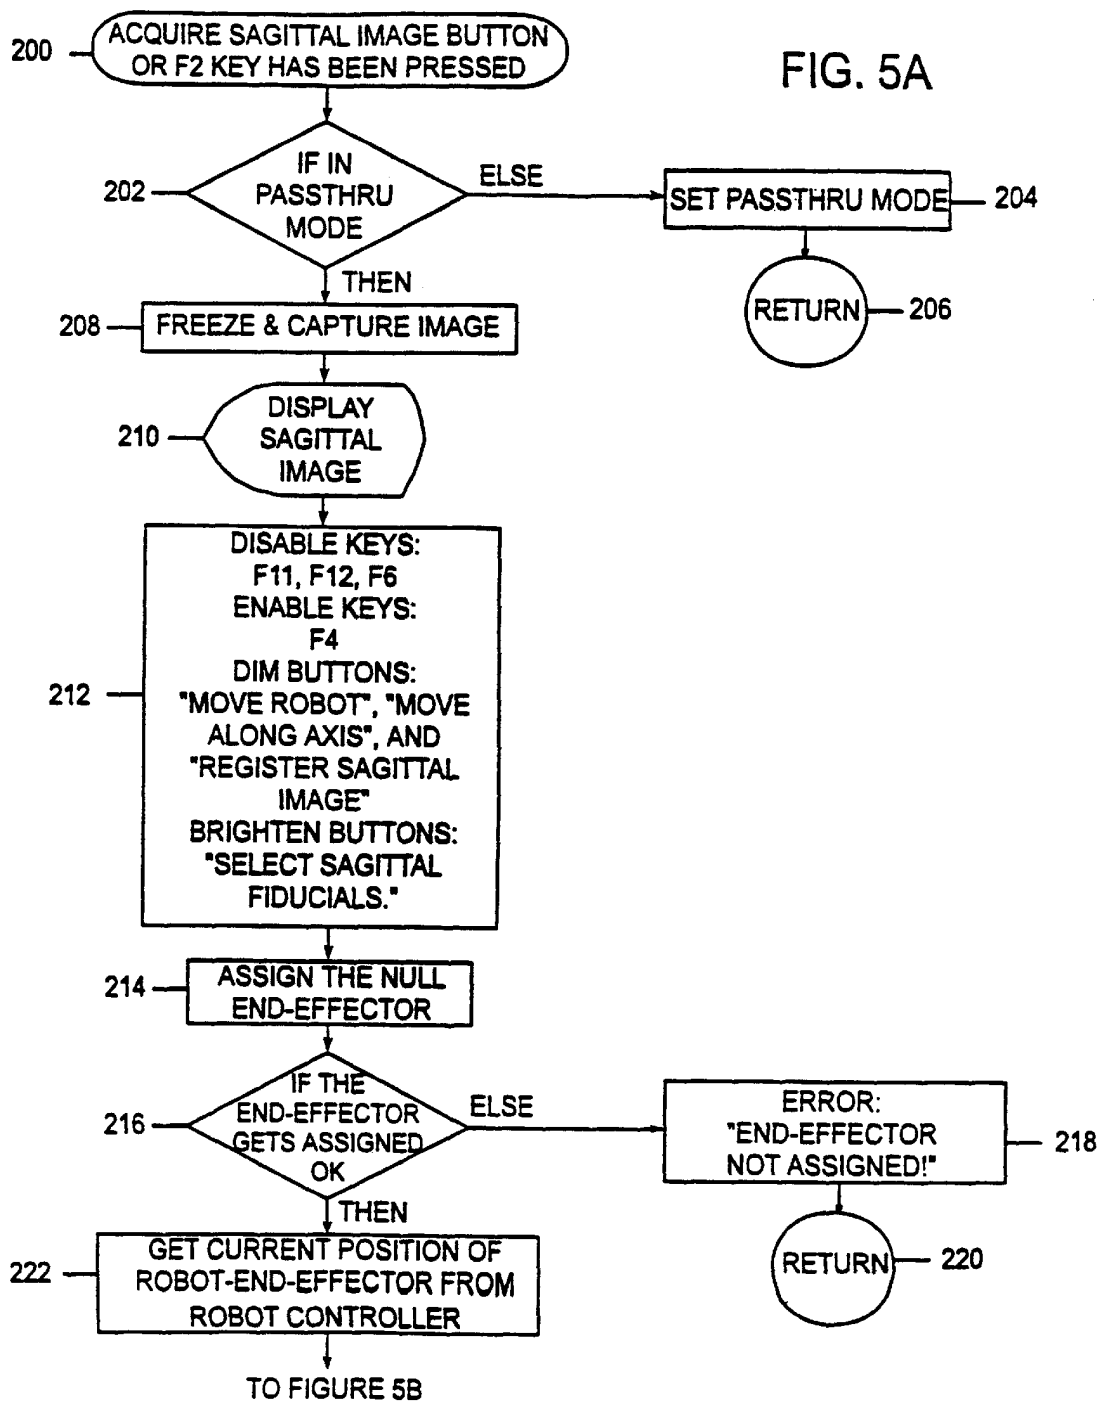 FIG. 5A
200
ACQUIRE SAGITTAL IMAGE BUTTON
OR F2 KEY HAS BEEN PRESSED
202
IF IN
PASSTHRU
MODE
ELSE
SET PASSTHRU MODE
204
RETURN
206
THEN
208
FREEZE & CAPTURE IMAGE
210
DISPLAY
SAGITTAL
IMAGE
212
DISABLE KEYS:
F11, F12, F6
ENABLE KEYS:
F4
DIM BUTTONS:
"MOVE ROBOT", "MOVE
ALONG AXIS", AND
"REGISTER SAGITTAL
IMAGE"
BRIGHTEN BUTTONS:
"SELECT SAGITTAL
FIDUCIALS."
214
ASSIGN THE NULL
END-EFFECTOR
216
IF THE
END-EFFECTOR
GETS ASSIGNED
OK
ELSE
ERROR:
"END-EFFECTOR
NOT ASSIGNED!"
218
RETURN
220
THEN
222
GET CURRENT POSITION OF
ROBOT-END-EFFECTOR FROM
ROBOT CONTROLLER
TO FIGURE 5B